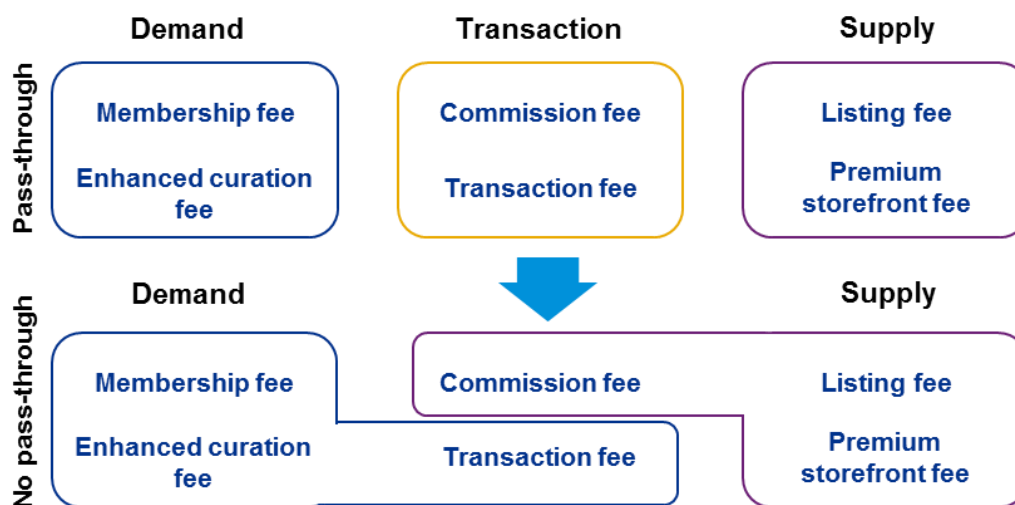 Demand
Transaction
Supply
Pass-through
Membership fee
Commission fee
Listing fee
Enhanced curation
fee
Transaction fee
Premium
storefront fee
Demand
Supply
No pass-through
Membership fee
Commission fee
Listing fee
Enhanced curation
fee
Transaction fee
Premium
storefront fee